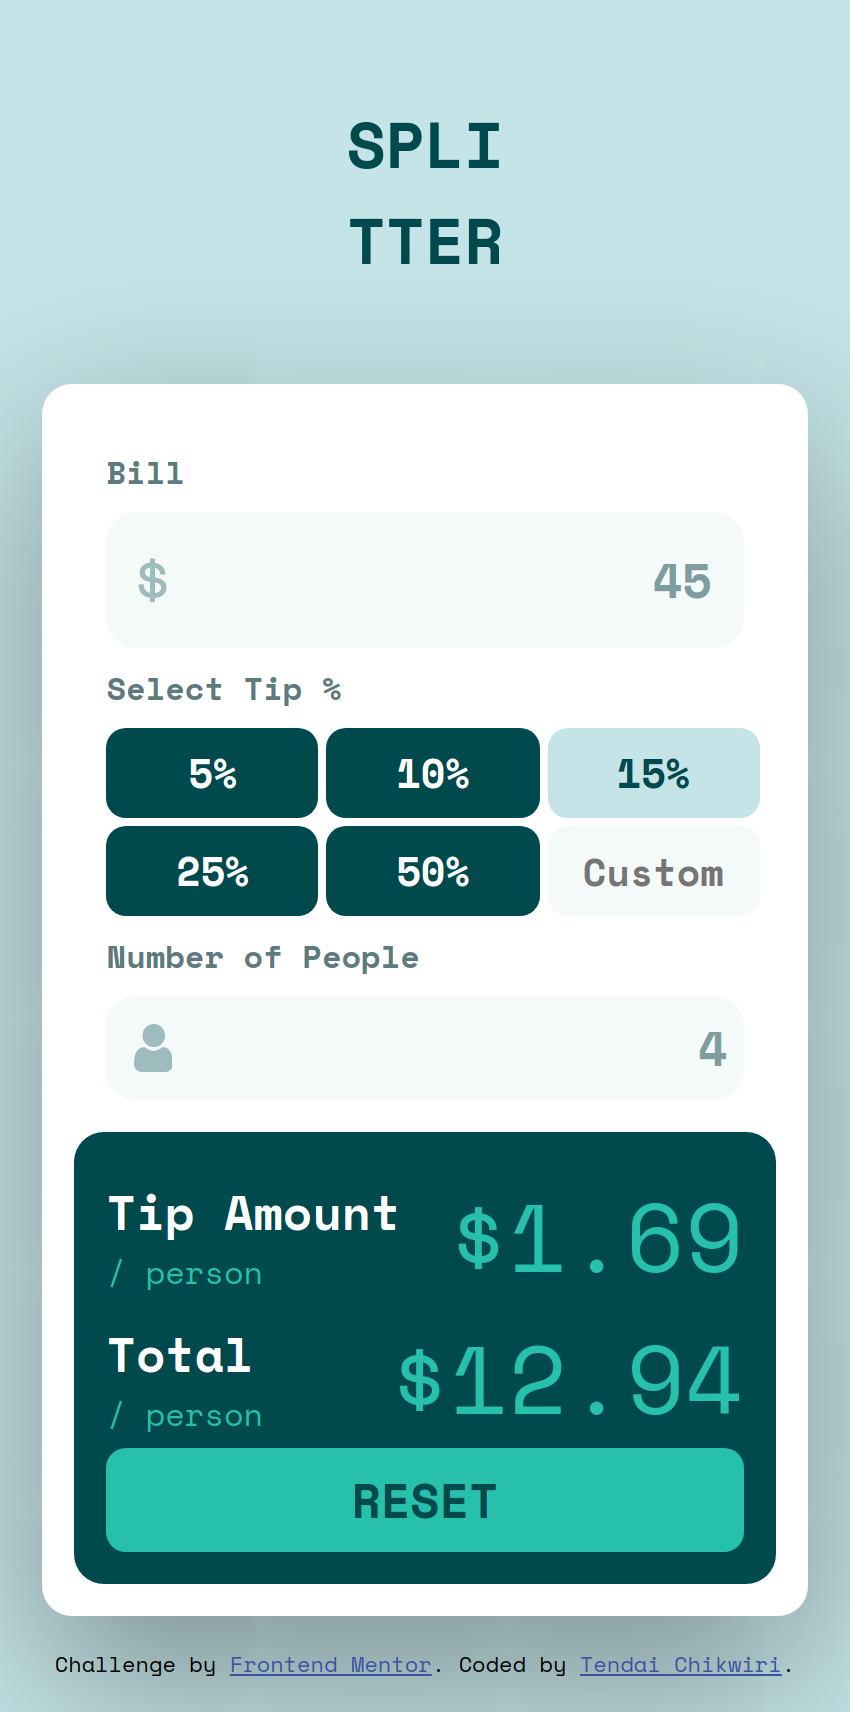 SPLI
TTER
Bill
$ 45
Select Tip %
5% 10% 15%
25% 50% Custom
Number of People
4
Tip Amount $1.69
/ person
Total $12.94
/ person
RESET
Challenge by Frontend Mentor. Coded by Tendai Chikwiri.